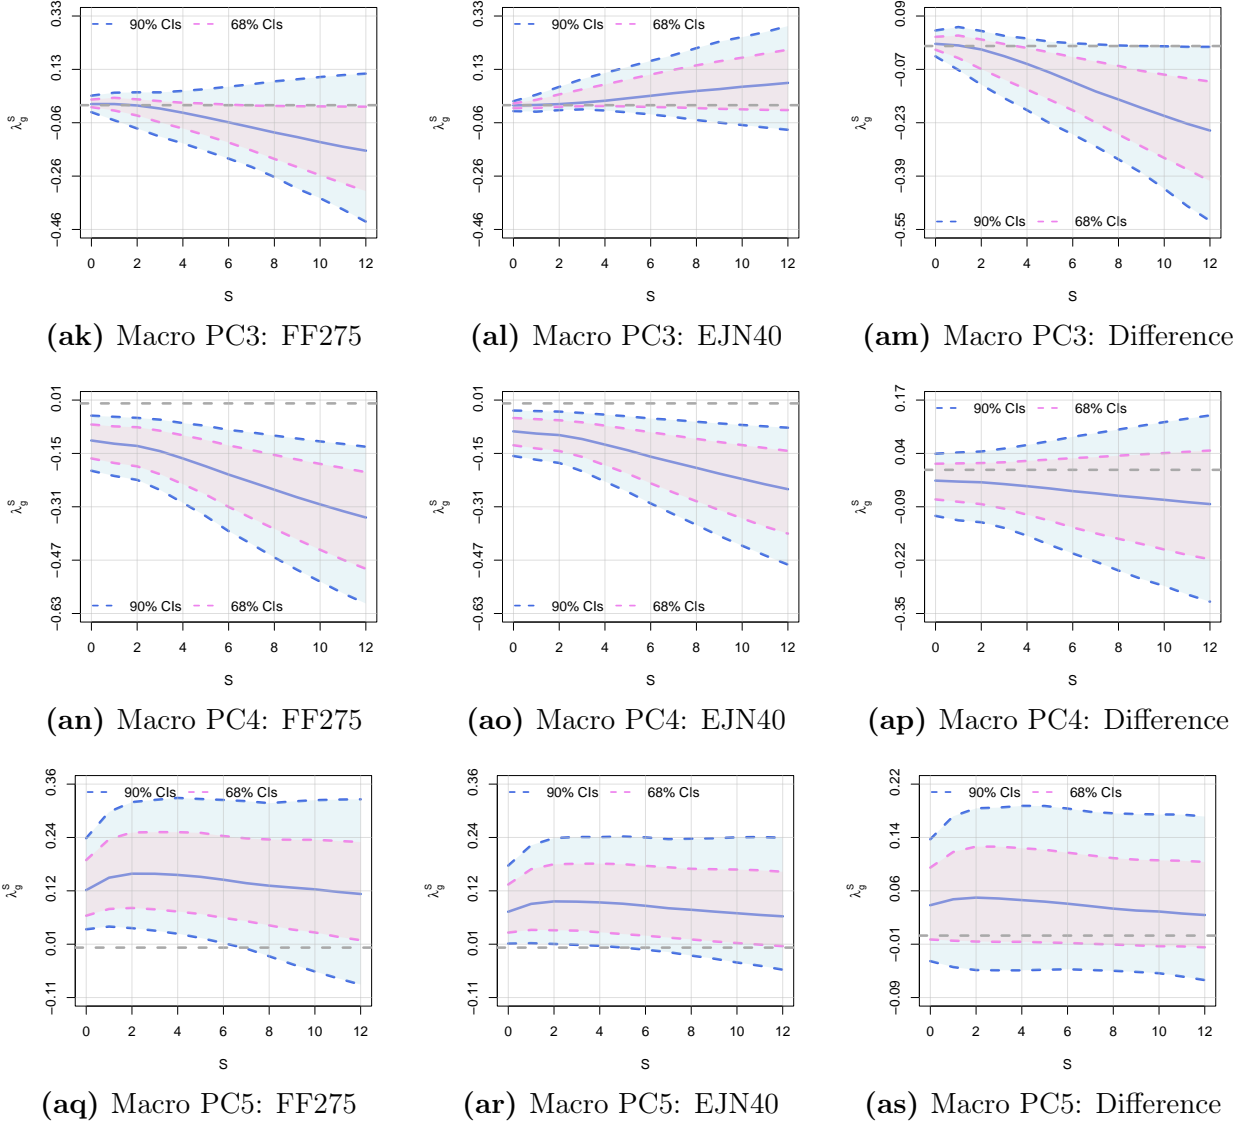 90% CIs 68% CIs
0.33
0.13
−0.06
−0.26
−0.46
λ_g^S
0 2 4 6 8 10 12
S
(ak) Macro PC3: FF275
90% CIs 68% CIs
0.33
0.13
−0.06
−0.26
−0.46
λ_g^S
0 2 4 6 8 10 12
S
(al) Macro PC3: EJN40
0.09
−0.07
−0.23
−0.39
−0.55
λ_g^S
90% CIs 68% CIs
0 2 4 6 8 10 12
S
(am) Macro PC3: Difference
0.01
−0.15
−0.31
−0.47
−0.63
λ_g^S
90% CIs 68% CIs
0 2 4 6 8 10 12
S
(an) Macro PC4: FF275
0.01
−0.15
−0.31
−0.47
−0.63
λ_g^S
90% CIs 68% CIs
0 2 4 6 8 10 12
S
(ao) Macro PC4: EJN40
90% CIs 68% CIs
0.17
0.04
−0.09
−0.22
−0.35
λ_g^S
0 2 4 6 8 10 12
S
(ap) Macro PC4: Difference
90% CIs 68% CIs
0.36
0.24
0.12
0.01
−0.11
λ_g^S
0 2 4 6 8 10 12
S
(aq) Macro PC5: FF275
90% CIs 68% CIs
0.36
0.24
0.12
0.01
−0.11
λ_g^S
0 2 4 6 8 10 12
S
(ar) Macro PC5: EJN40
90% CIs 68% CIs
0.22
0.14
0.06
−0.01
−0.09
λ_g^S
0 2 4 6 8 10 12
S
(as) Macro PC5: Difference